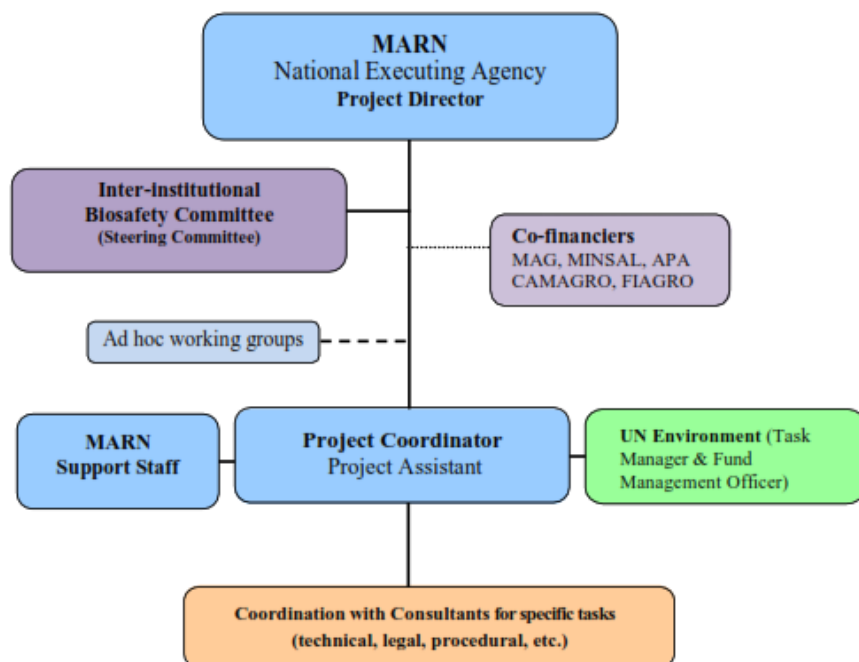 MARN
National Executing Agency
Project Director
Inter-institutional
Biosafety Committee
(Steering Committee)
Co-financiers
MAG, MINSAL, APA
CAMAGRO, FIAGRO
Ad hoc working groups
MARN
Support Staff
Project Coordinator
Project Assistant
UN Environment (Task
Manager & Fund
Management Officer)
Coordination with Consultants for specific tasks
(technical, legal, procedural, etc.)